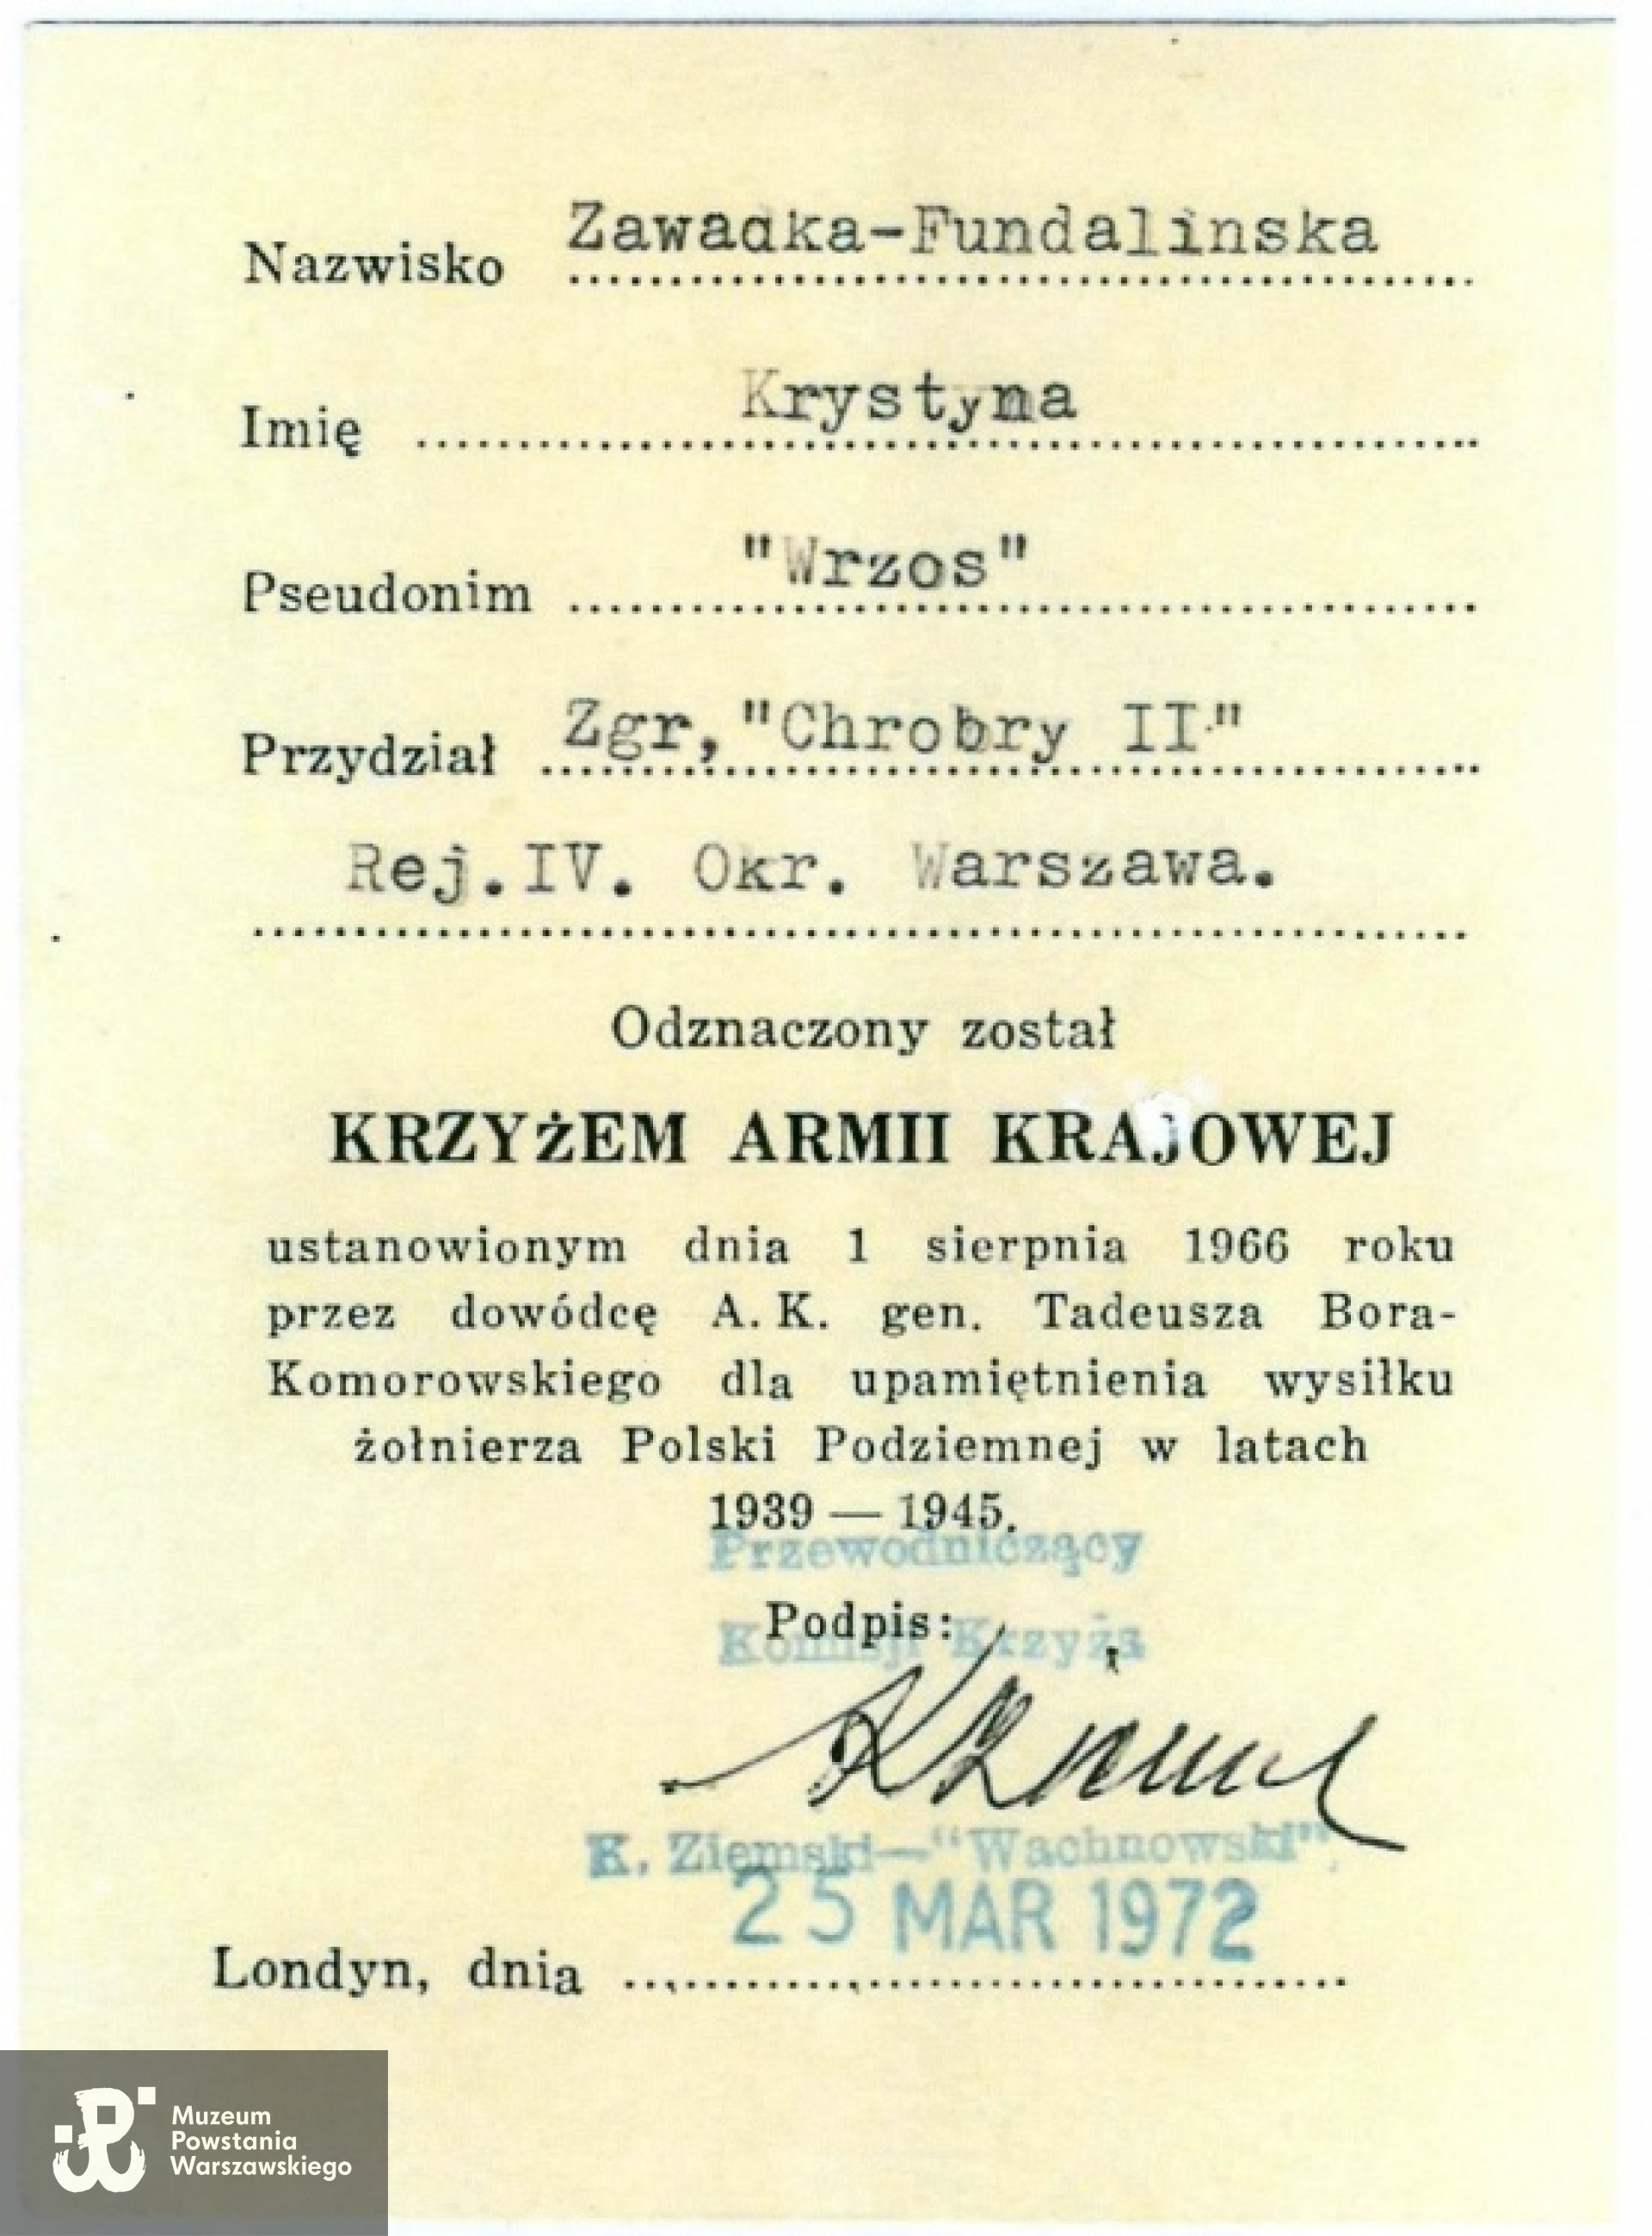 Nazwisko Zawadka-Fundalinska
Imię Krystyna
Pseudonim "Wrzos"
Przydział Zgr,"Chrobry II"
Rej.IV. Okr. Warszawa.
Odznaczony został
KRZYżEM ARMII KRAJOWEJ
ustanowionym dnia 1 sierpnia 1966 roku
przez dowódcę A. K. gen. Tadeusza Bora-
Komorowskiego dla upamiętnienia wysiłku
żołnierza Polski Podziemnej w latach
1939 — 1945.
Przewodniczący
Podpis:
Komisji Krzyża
K. Ziemski—"Wachnowski"
25 MAR 1972
Londyn, dnia
Muzeum
Powstania
Warszawskiego